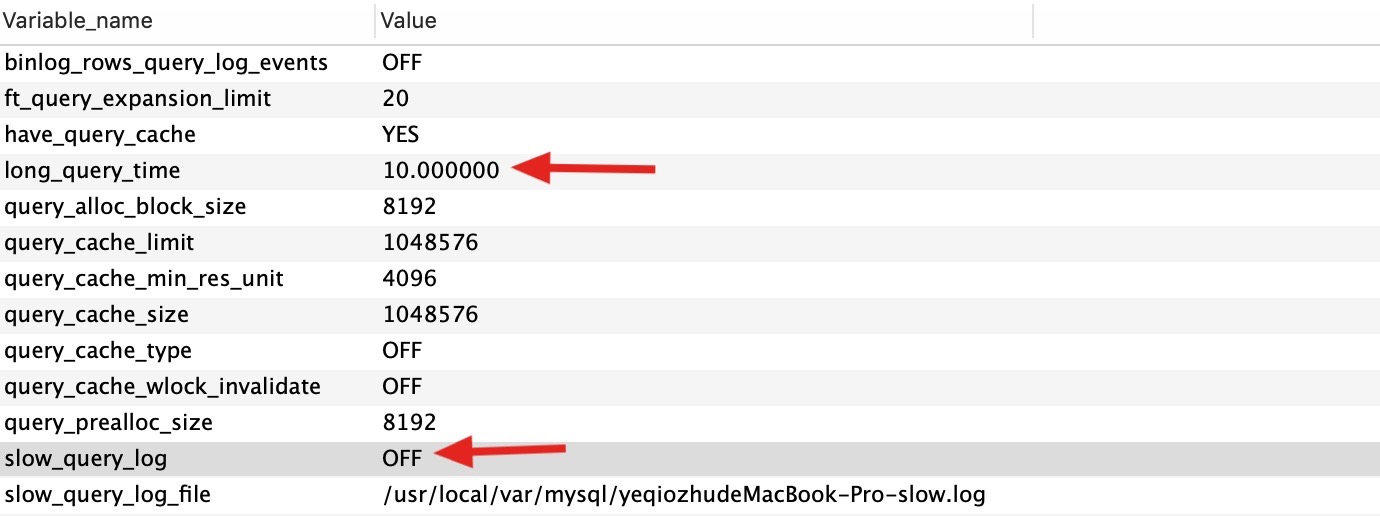 Variable_name Value
binlog_rows_query_log_events OFF
ft_query_expansion_limit 20
have_query_cache YES
long_query_time 10.000000
query_alloc_block_size 8192
query_cache_limit 1048576
query_cache_min_res_unit 4096
query_cache_size 1048576
query_cache_type OFF
query_cache_wlock_invalidate OFF
query_prealloc_size 8192
slow_query_log OFF
slow_query_log_file /usr/local/var/mysql/yeqiozhudeMacBook-Pro-slow.log